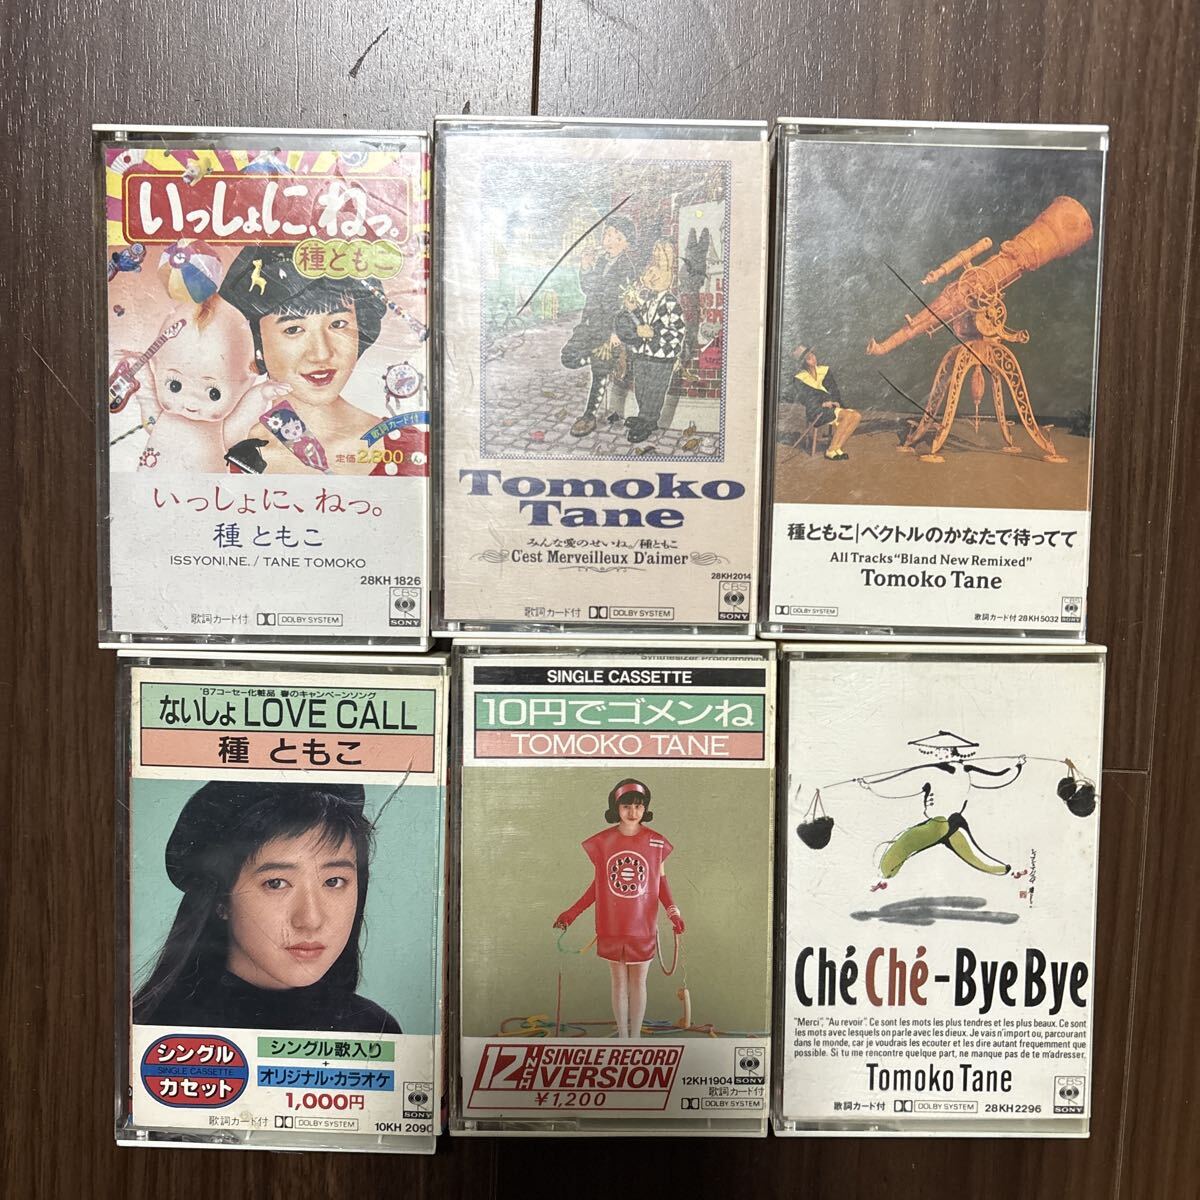 いっしょに、ねっ。
種ともこ
歌詞カード付
定価2,800
いっしょに、ねっ。
種 ともこ
ISSYONI,NE./TANE TOMOKO
28KH 1826
CBS
SONY
歌詞カード付 DOLBY SYSTEM
Tomoko
Tane
みんな愛のせいね。/種ともこ
C'est Merveilleux D'aimer
28KH2014
CBS
SONY
歌詞カード付 DOLBY SYSTEM
種ともこ|ベクトルのかなたで待ってて
All Tracks "Bland New Remixed"
Tomoko Tane
CBS
SONY
DOLBY SYSTEM 歌詞カード付 28KH5032
'87コーセー化粧品 春のキャンペーンソング
ないしょ LOVE CALL
種 ともこ
シングル
SINGLE CASSETTE
カセット
シングル歌入り
+
オリジナル・カラオケ
1,000円
CBS
SONY
歌詞カード付 DOLBY SYSTEM 10KH 2090
Synthesizer Programming
SINGLE CASSETTE
10円でゴメンね
TOMOKO TANE
12INCH SINGLE RECORD
VERSION
¥1,200
12KH1904
CBS
SONY
歌詞カード付
DOLBY SYSTEM
Ché Ché-Bye Bye
"Merci", "Au revoir". Ce sont les mots les plus tendres et les plus beaux. Ce sont
les mots avec lesquels on parle avec les dieux. Je vais n'import ou, parcourant
dans le monde, car je voudrais les ecouter et les dire autant frequemment que
possible. Si tu me rencontre quelque part, ne manque pas de te m'adresser.
Tomoko Tane
CBS
SONY
歌詞カード付 DOLBY SYSTEM 28KH2296